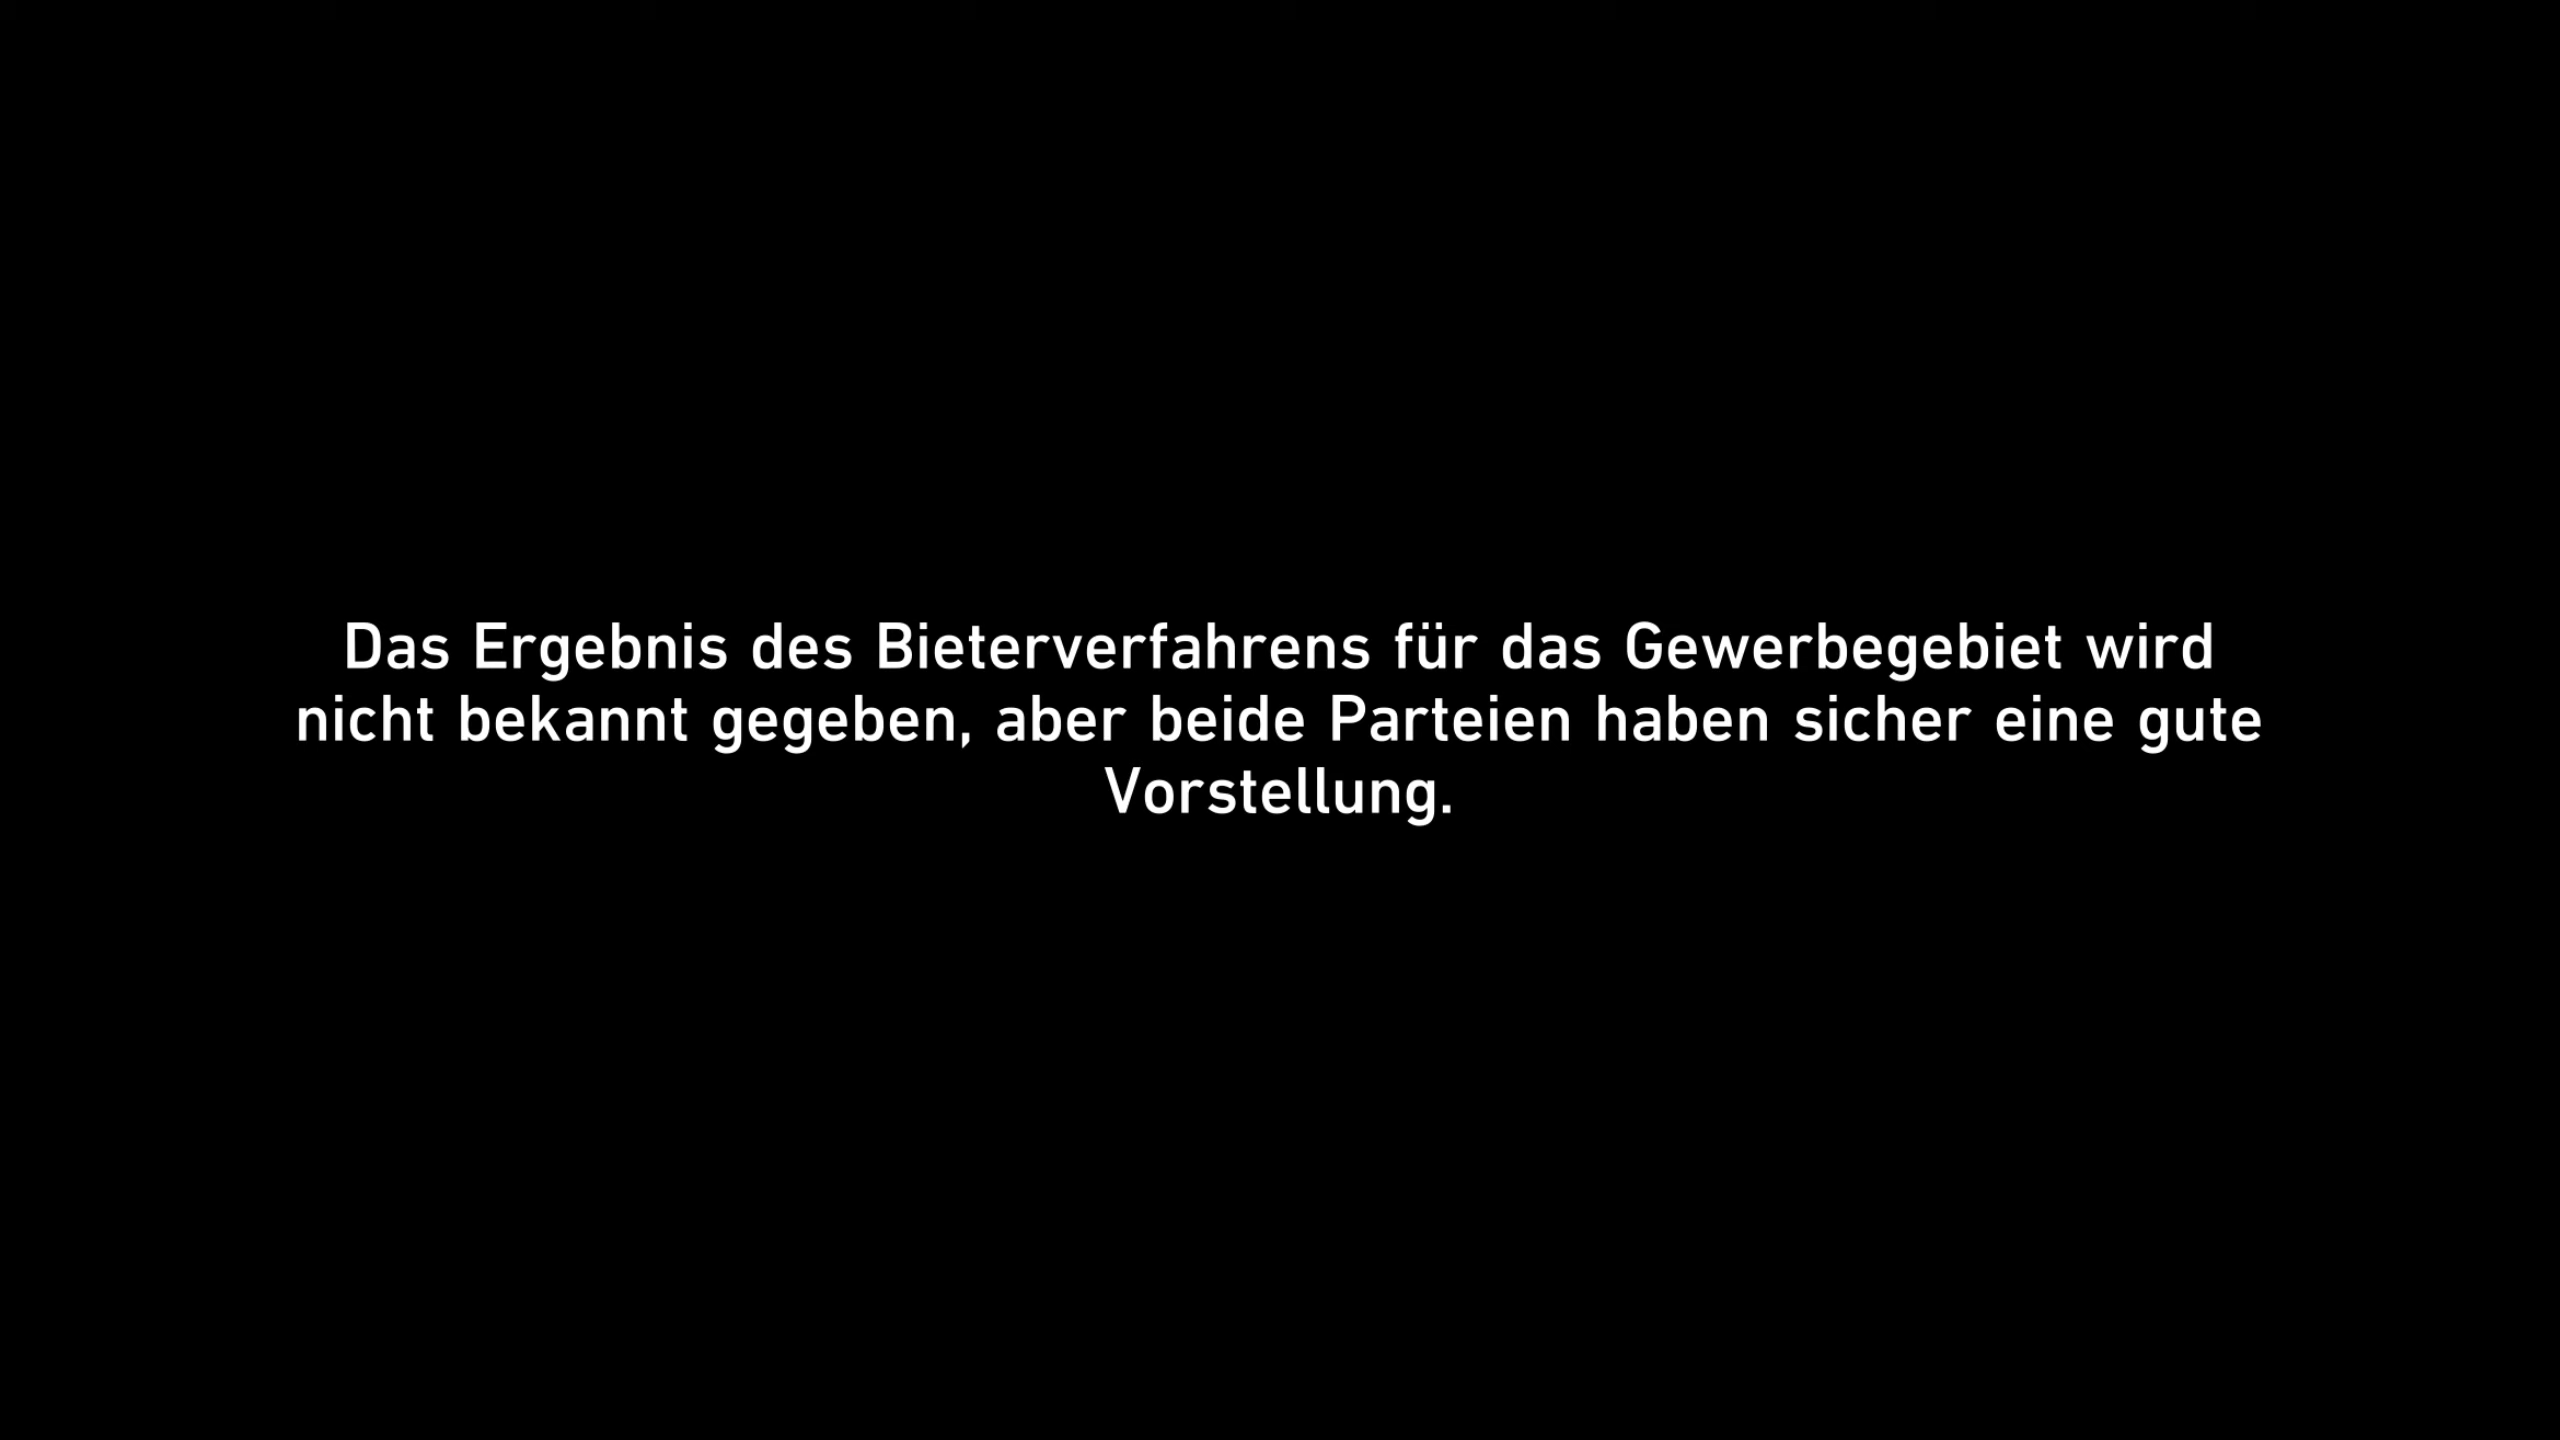 Das Ergebnis des Bieterverfahrens für das Gewerbegebiet wird
nicht bekannt gegeben, aber beide Parteien haben sicher eine gute
Vorstellung.